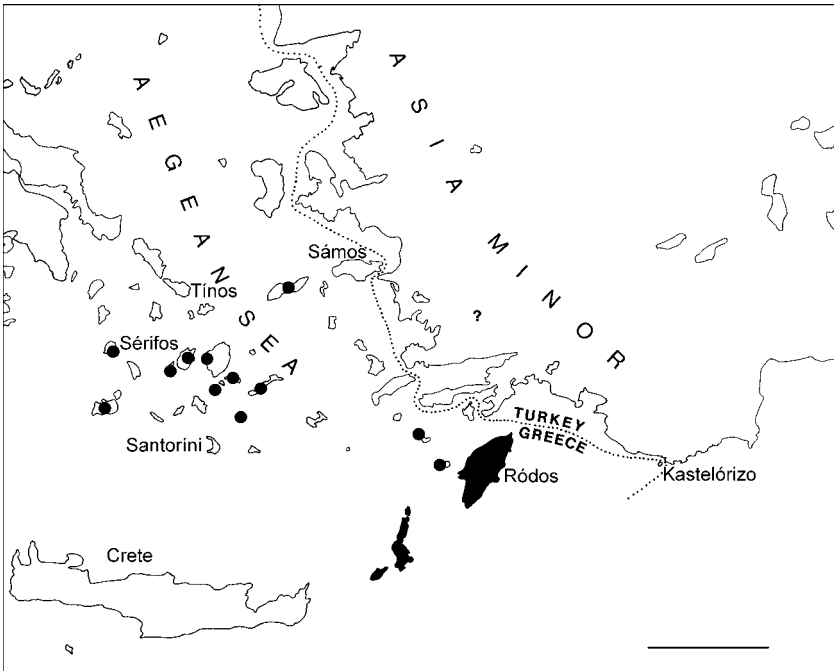 AEGEAN SEA
ASIA MINOR
Sámos
Tínos
?
Sérifos
TURKEY
GREECE
Santoríni
Ródos
Kastelórizo
Crete